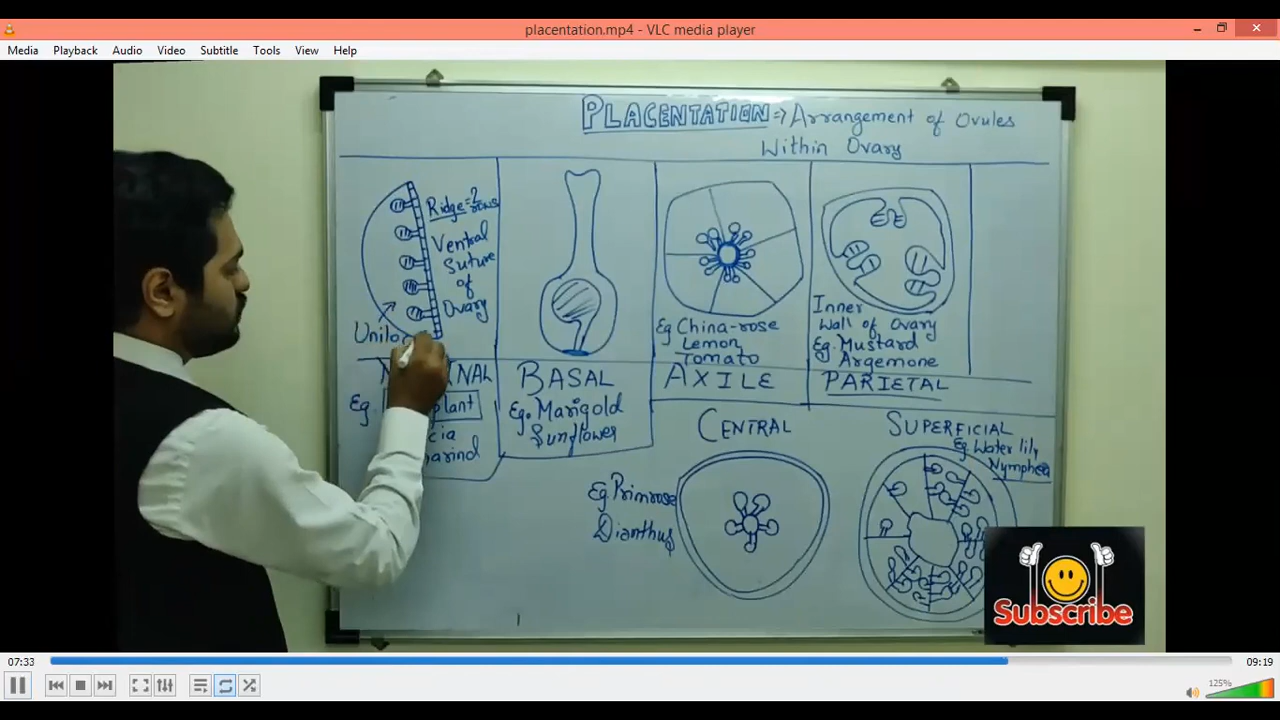 placentation.mp4 - VLC media player
Media Playback Audio Video Subtitle Tools View Help
PLACENTATION => Arrangement of Ovules
Within Ovary
Ridge=2
rows
Ventral
Suture
of
Ovary
BASAL
Eg. Marigold
Sunflower
Eg China-rose
Lemon
Tomato
AXILE
Inner
Wall of Ovary
Eg. Mustard
Argemone
PARIETAL
Eg.
CENTRAL
Eg Primrose
Dianthus
SUPERFICIAL
Eg. Water lily
Nymphea
Subscribe
07:33
09:19
125%